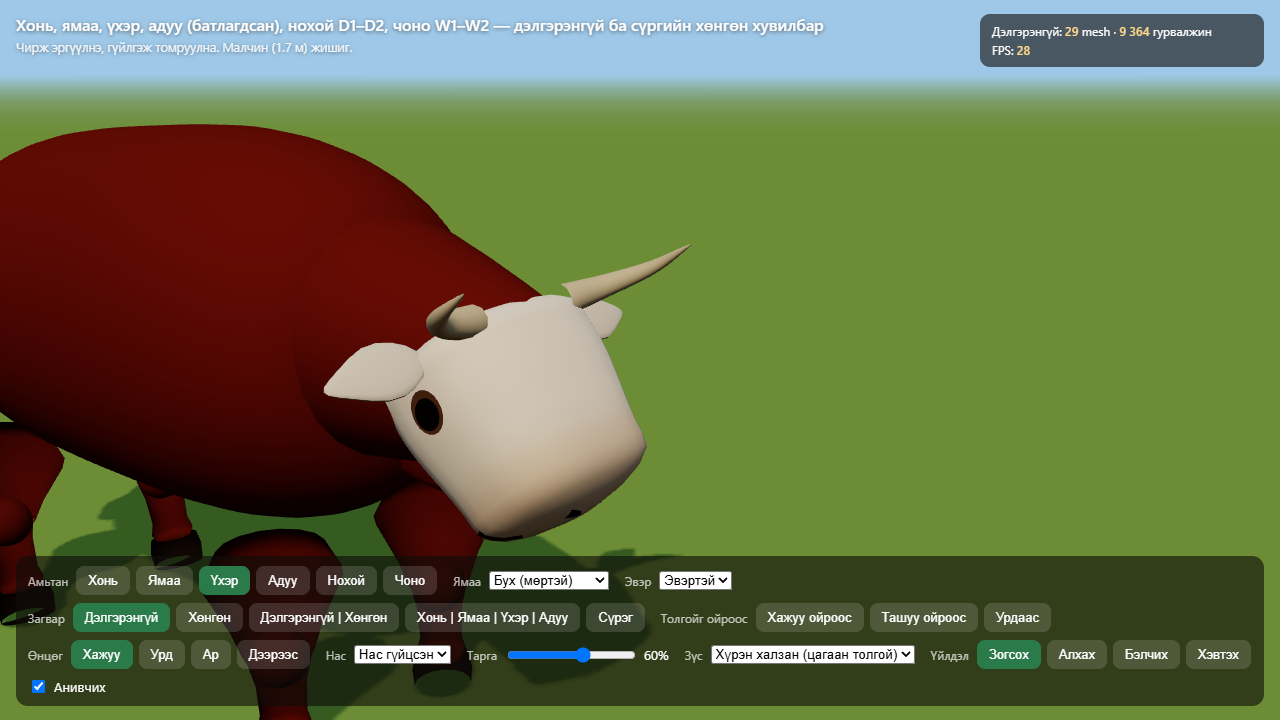 Хонь, ямаа, үхэр, адуу (батлагдсан), нохой D1–D2, чоно W1–W2 — дэлгэрэнгүй ба сүргийн хөнгөн хувилбар
Чирж эргүүлнэ, гүйлгэж томруулна. Малчин (1.7 м) жишиг.
Дэлгэрэнгүй: 29 mesh · 9 364 гурвалжин
FPS: 28
Амьтан Хонь Ямаа Үхэр Адуу Нохой Чоно Ямаа Бух (мөртэй) Эвэр Эвэртэй
Загвар Дэлгэрэнгүй Хөнгөн Дэлгэрэнгүй | Хөнгөн Хонь | Ямаа | Үхэр | Адуу Сүрэг Толгойг ойроос Хажуу ойроос Ташуу ойроос Урдаас
Өнцөг Хажуу Урд Ар Дээрээс Нас Нас гүйцсэн Тарга 60% Зүс Хүрэн халзан (цагаан толгой) Үйлдэл Зогсох Алхах Бэлчих Хэвтэх
Анивчих